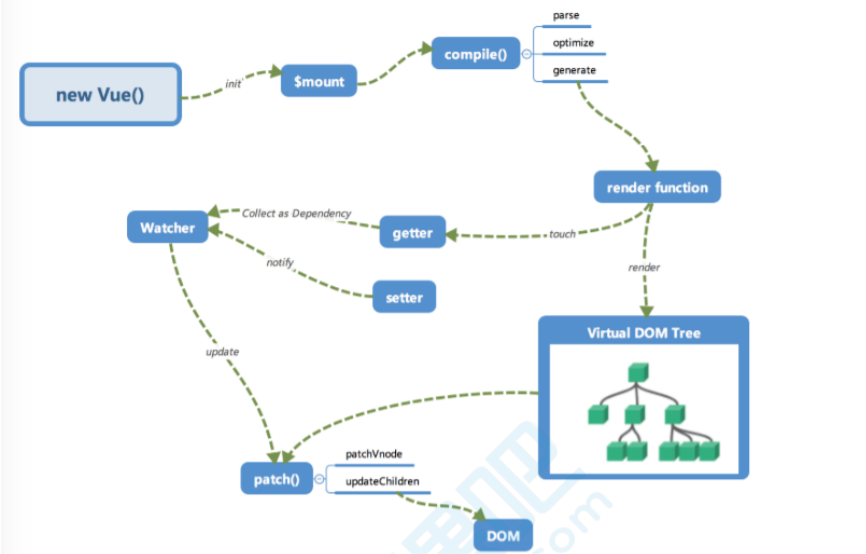 parse
compile()
optimize
generate
$mount
init
new Vue()
render function
Collect as Dependency
Watcher
getter
touch
notify
render
setter
Virtual DOM Tree
update
patchVnode
patch()
updateChildren
DOM
.com